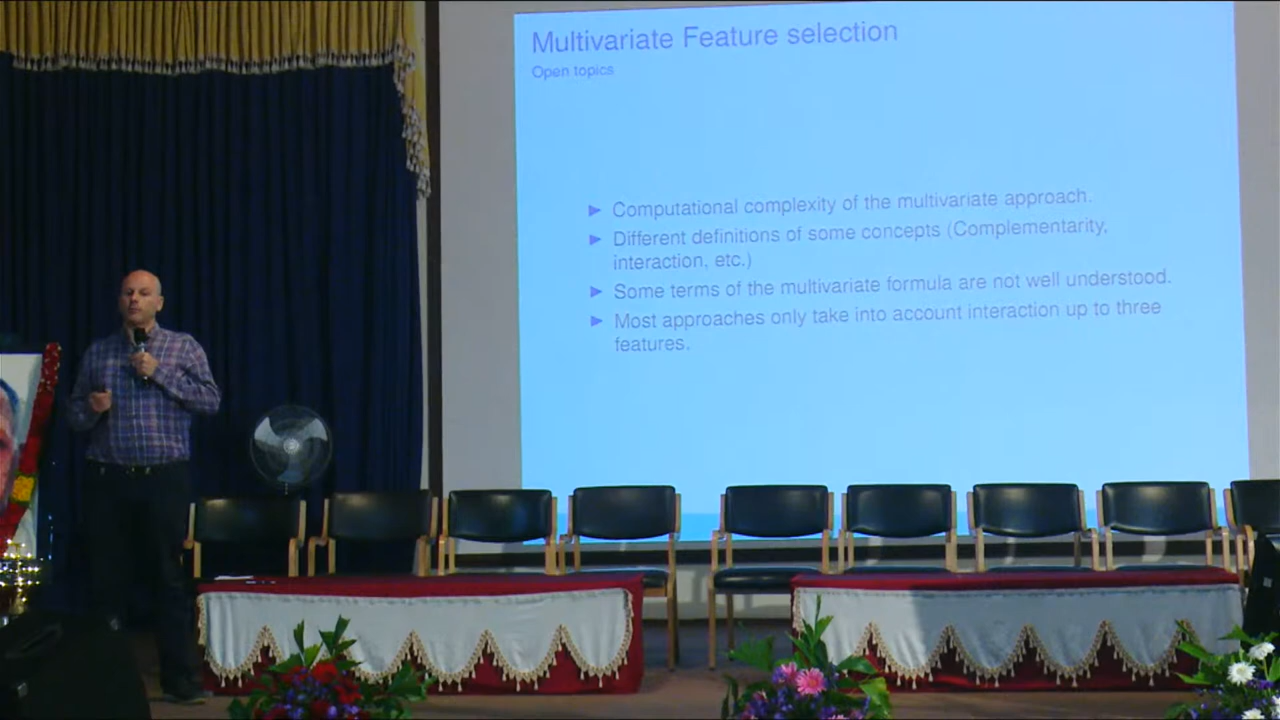 Multivariate Feature selection
Open topics
► Computational complexity of the multivariate approach.
► Different definitions of some concepts (Complementarity,
interaction, etc.)
► Some terms of the multivariate formula are not well understood.
► Most approaches only take into account interaction up to three
features.